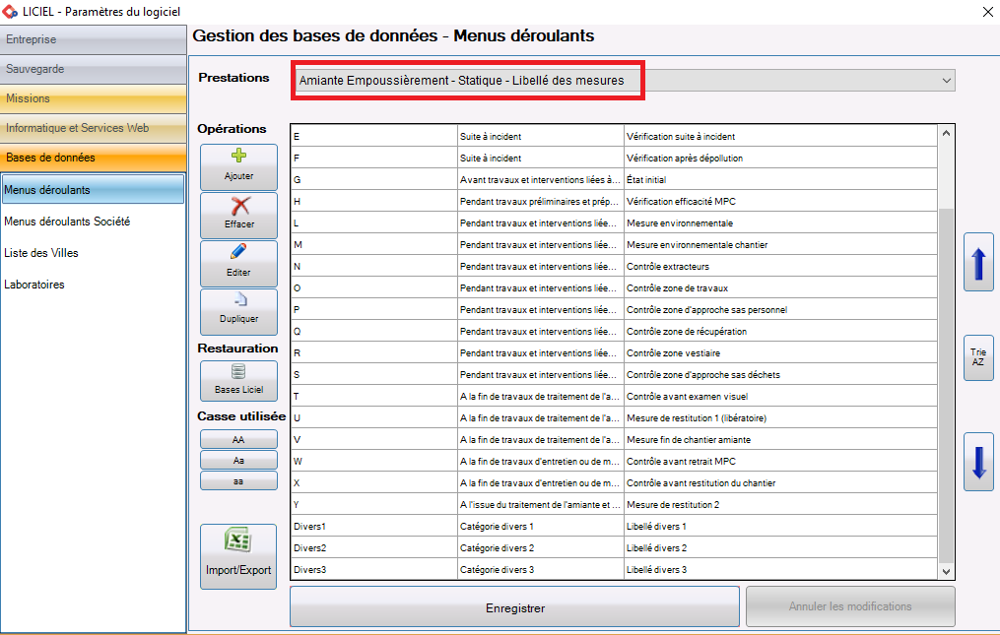 LICIEL - Paramètres du logiciel
Entreprise
Sauvegarde
Missions
Informatique et Services Web
Bases de données
Menus déroulants
Menus déroulants Société
Liste des Villes
Laboratoires
Gestion des bases de données - Menus déroulants
Prestations
Amiante Empoussièrement - Statique - Libellé des mesures
Opérations
Ajouter
Effacer
Editer
Dupliquer
Restauration
Bases Liciel
Casse utilisée
AA
Aa
aa
Import/Export
E Suite à incident Vérification suite à incident
F Suite à incident Vérification après dépollution
G Avant travaux et interventions liées à... État initial
H Pendant travaux préliminaires et prép... Vérification efficacité MPC
L Pendant travaux et interventions liée... Mesure environnementale
M Pendant travaux et interventions liée... Mesure environnementale chantier
N Pendant travaux et interventions liée... Contrôle extracteurs
O Pendant travaux et interventions liée... Contrôle zone de travaux
P Pendant travaux et interventions liée... Contrôle zone d'approche sas personnel
Q Pendant travaux et interventions liée... Contrôle zone de récupération
R Pendant travaux et interventions liée... Contrôle zone vestiaire
S Pendant travaux et interventions liée... Contrôle zone d'approche sas déchets
T A la fin de travaux de traitement de l'a... Contrôle avant examen visuel
U A la fin de travaux de traitement de l'a... Mesure de restitution 1 (libératoire)
V A la fin de travaux de traitement de l'a... Mesure fin de chantier amiante
W A la fin de travaux d'entretien ou de m... Contrôle avant retrait MPC
X A la fin de travaux d'entretien ou de m... Contrôle avant restitution du chantier
Y A l'issue du traitement de l'amiante et ... Mesure de restitution 2
Divers1 Catégorie divers 1 Libellé divers 1
Divers2 Catégorie divers 2 Libellé divers 2
Divers3 Catégorie divers 3 Libellé divers 3
Trie
AZ
Enregistrer
Annuler les modifications